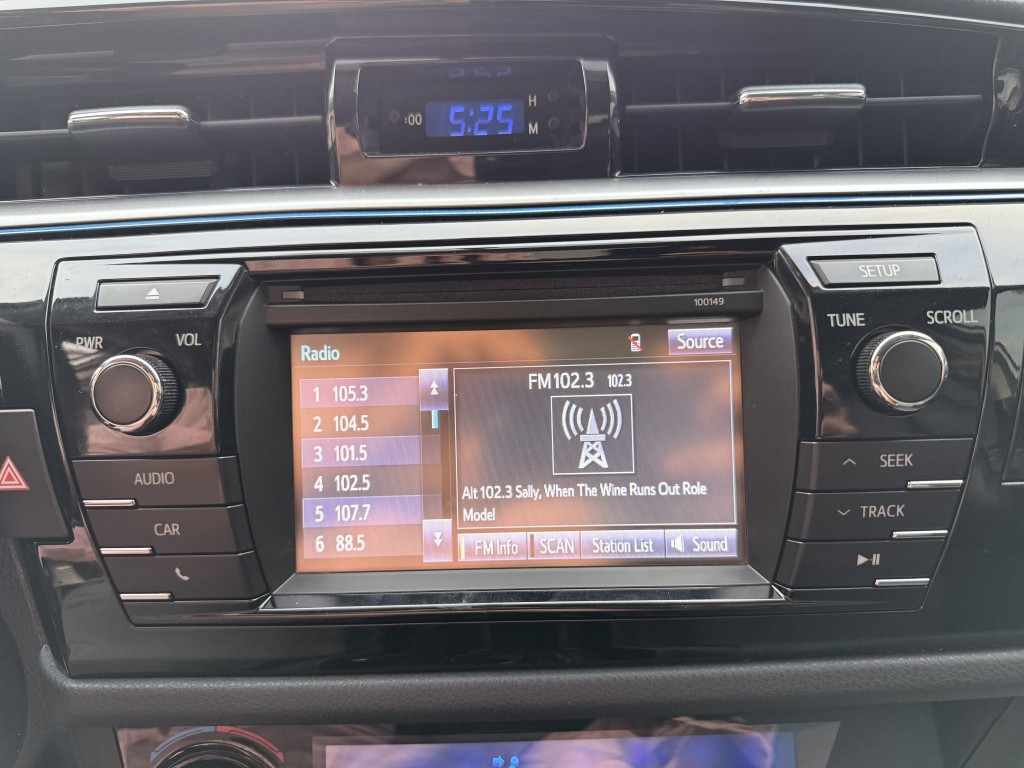 :00
5:25
H
M
100149
SETUP
PWR
VOL
TUNE
SCROLL
Radio
Source
FM102.3 102.3
1 105.3
2 104.5
3 101.5
4 102.5
5 107.7
6 88.5
Alt 102.3 Sally, When The Wine Runs Out Role
Model
FM Info
SCAN
Station List
Sound
AUDIO
CAR
SEEK
TRACK